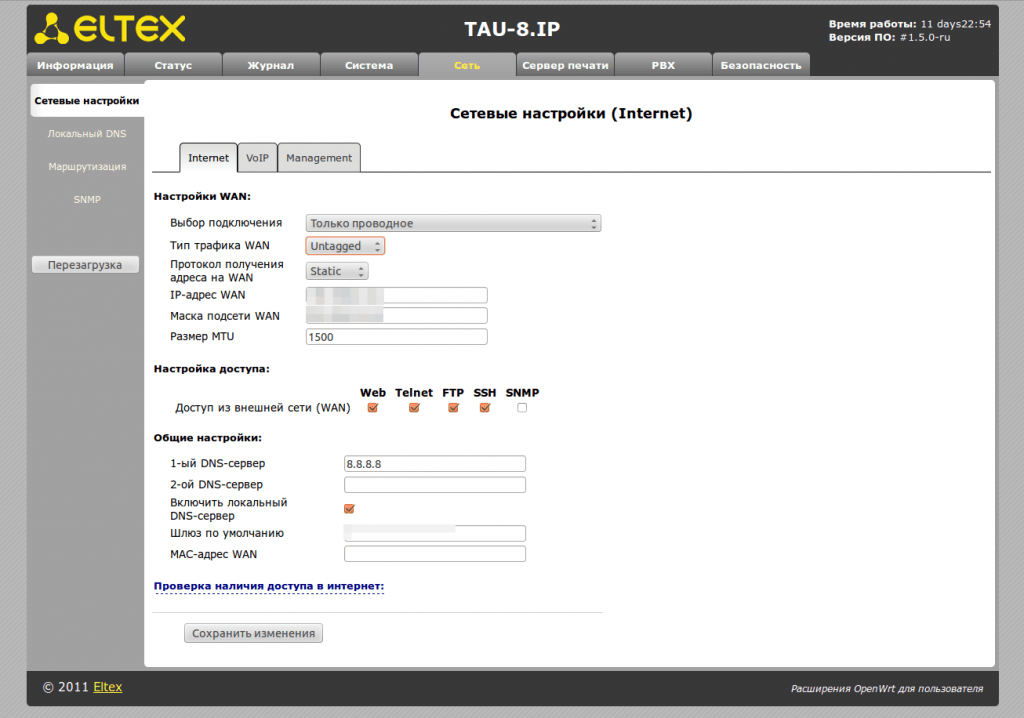 ELTEX
TAU-8.IP
Время работы: 11 days22:54
Версия ПО: #1.5.0-ru
Информация Статус Журнал Система Сеть Сервер печати PBX Безопасность
Сетевые настройки
Локальный DNS
Маршрутизация
SNMP
Перезагрузка
Сетевые настройки (Internet)
Internet VoIP Management
Настройки WAN:
Выбор подключения Только проводное
Тип трафика WAN Untagged
Протокол получения
адреса на WAN Static
IP-адрес WAN
Маска подсети WAN
Размер MTU 1500
Настройка доступа:
Web Telnet FTP SSH SNMP
Доступ из внешней сети (WAN)
Общие настройки:
1-ый DNS-сервер 8.8.8.8
2-ой DNS-сервер
Включить локальный
DNS-сервер
Шлюз по умолчанию
MAC-адрес WAN
Проверка наличия доступа в интернет:
Сохранить изменения
© 2011 Eltex
Расширения OpenWrt для пользователя